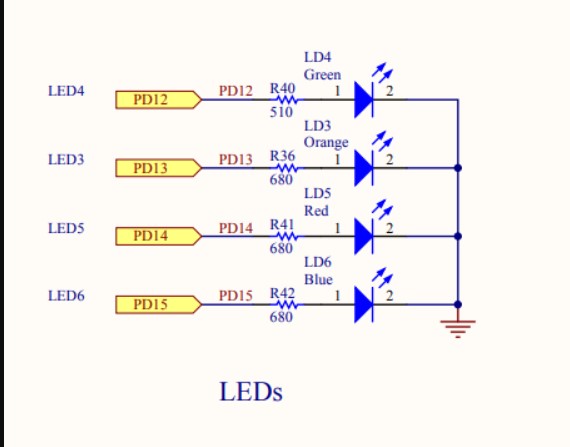 LD4
Green
LED4 PD12 PD12 R40 1 2
510
LD3
Orange
LED3 PD13 PD13 R36 1 2
680
LD5
Red
LED5 PD14 PD14 R41 1 2
680
LD6
Blue
LED6 PD15 PD15 R42 1 2
680
LEDs